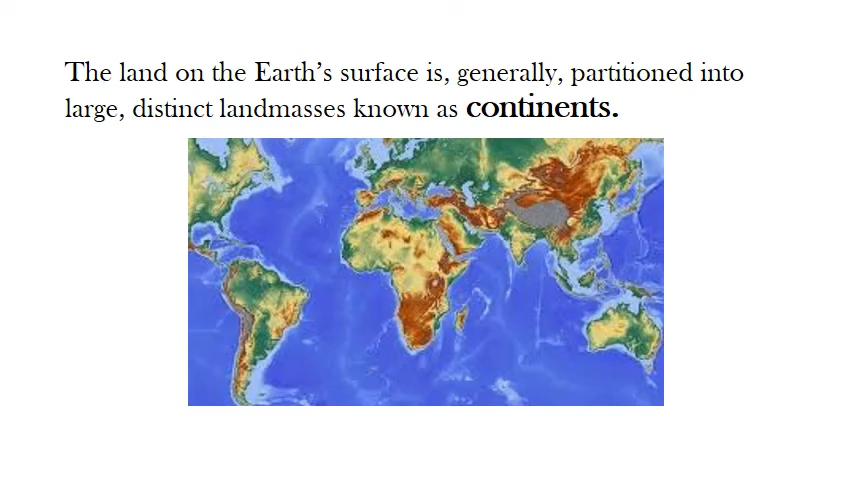 The land on the Earth’s surface is, generally, partitioned into
large, distinct landmasses known as continents.